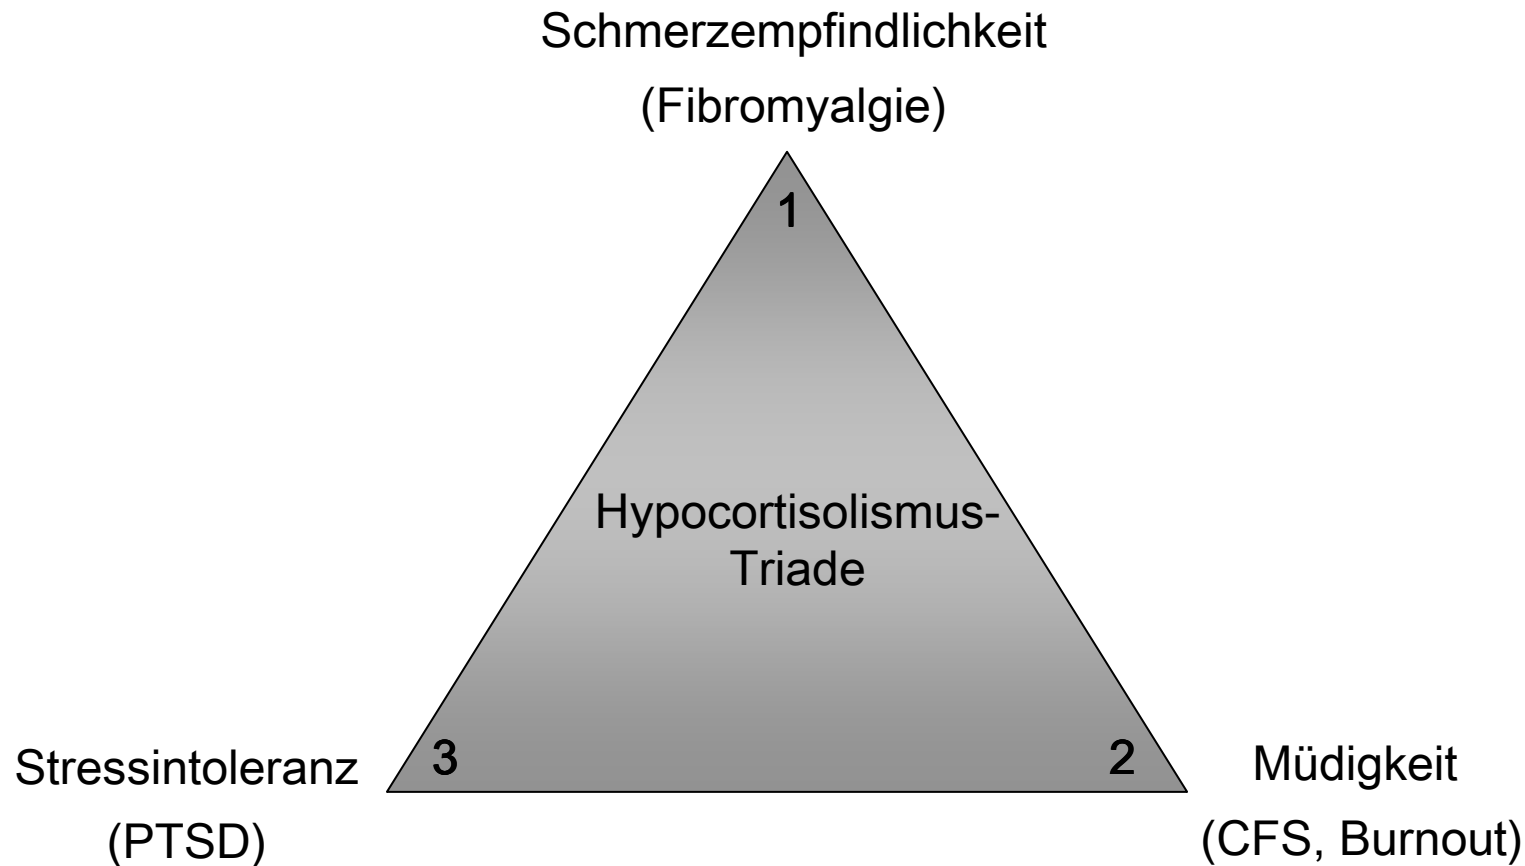 Schmerzempfindlichkeit
(Fibromyalgie)
1
Hypocortisolismus-
Triade
3
2
Stressintoleranz
(PTSD)
Müdigkeit
(CFS, Burnout)